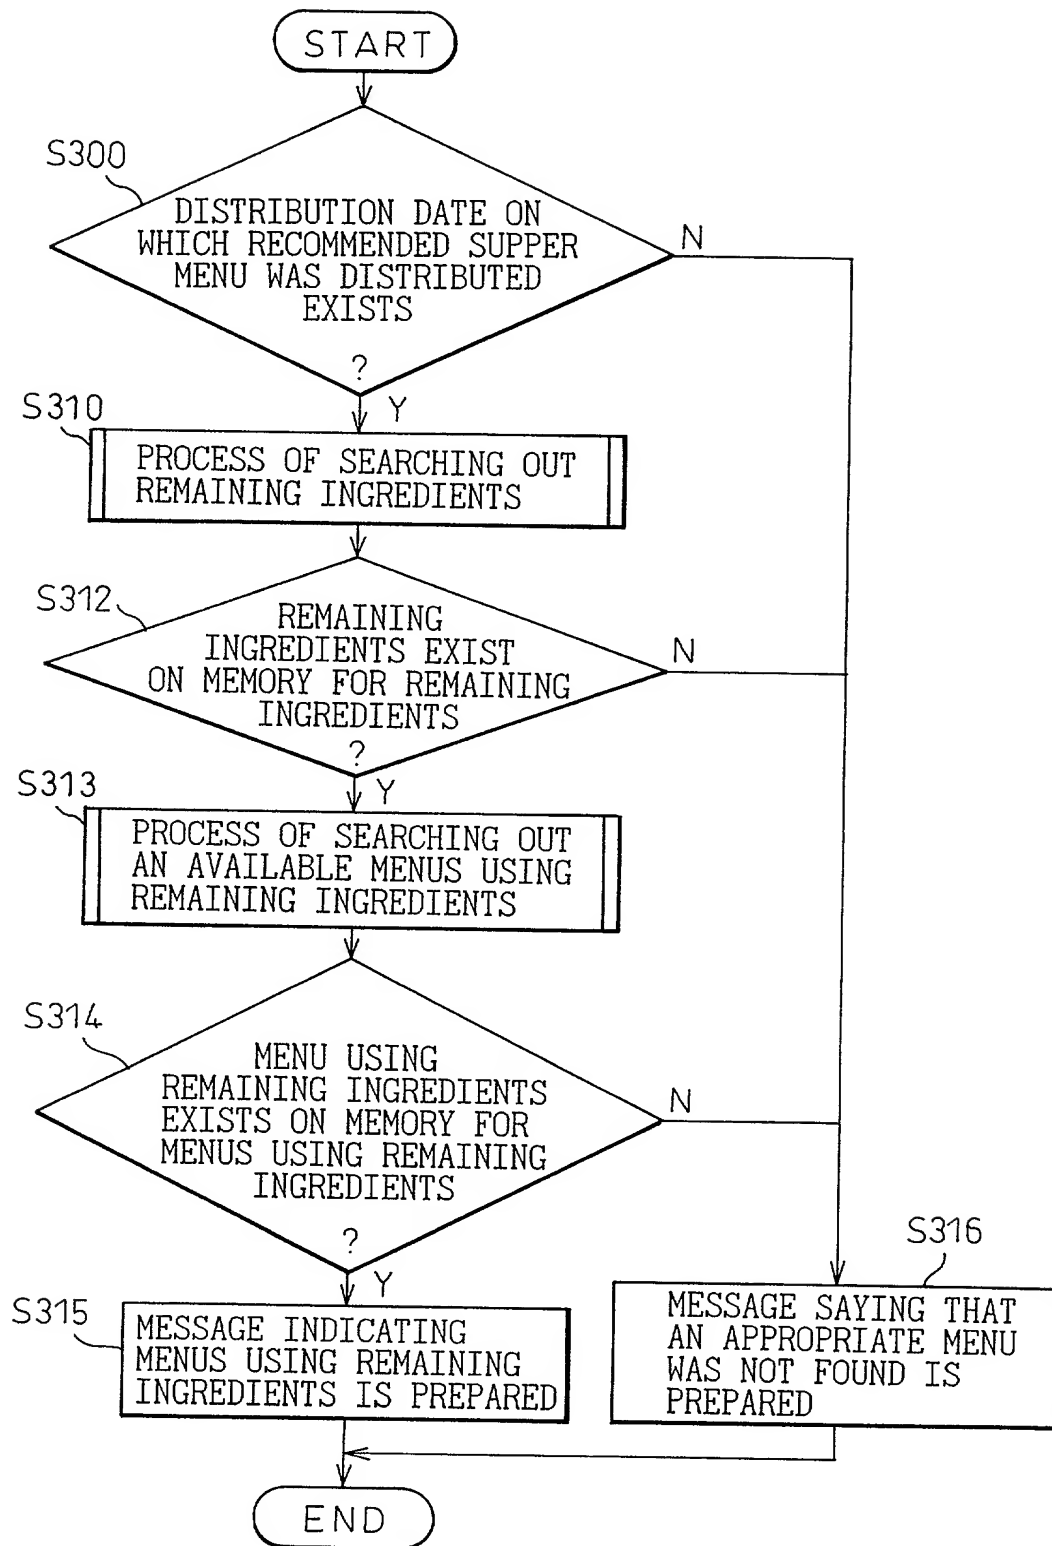 START
S300
DISTRIBUTION DATE ON
WHICH RECOMMENDED SUPPER
MENU WAS DISTRIBUTED
EXISTS
?
N
Y
S310
PROCESS OF SEARCHING OUT
REMAINING INGREDIENTS
S312
REMAINING
INGREDIENTS EXIST
ON MEMORY FOR REMAINING
INGREDIENTS
?
N
Y
S313
PROCESS OF SEARCHING OUT
AN AVAILABLE MENUS USING
REMAINING INGREDIENTS
S314
MENU USING
REMAINING INGREDIENTS
EXISTS ON MEMORY FOR
MENUS USING REMAINING
INGREDIENTS
?
N
Y
S315
MESSAGE INDICATING
MENUS USING REMAINING
INGREDIENTS IS PREPARED
S316
MESSAGE SAYING THAT
AN APPROPRIATE MENU
WAS NOT FOUND IS
PREPARED
END